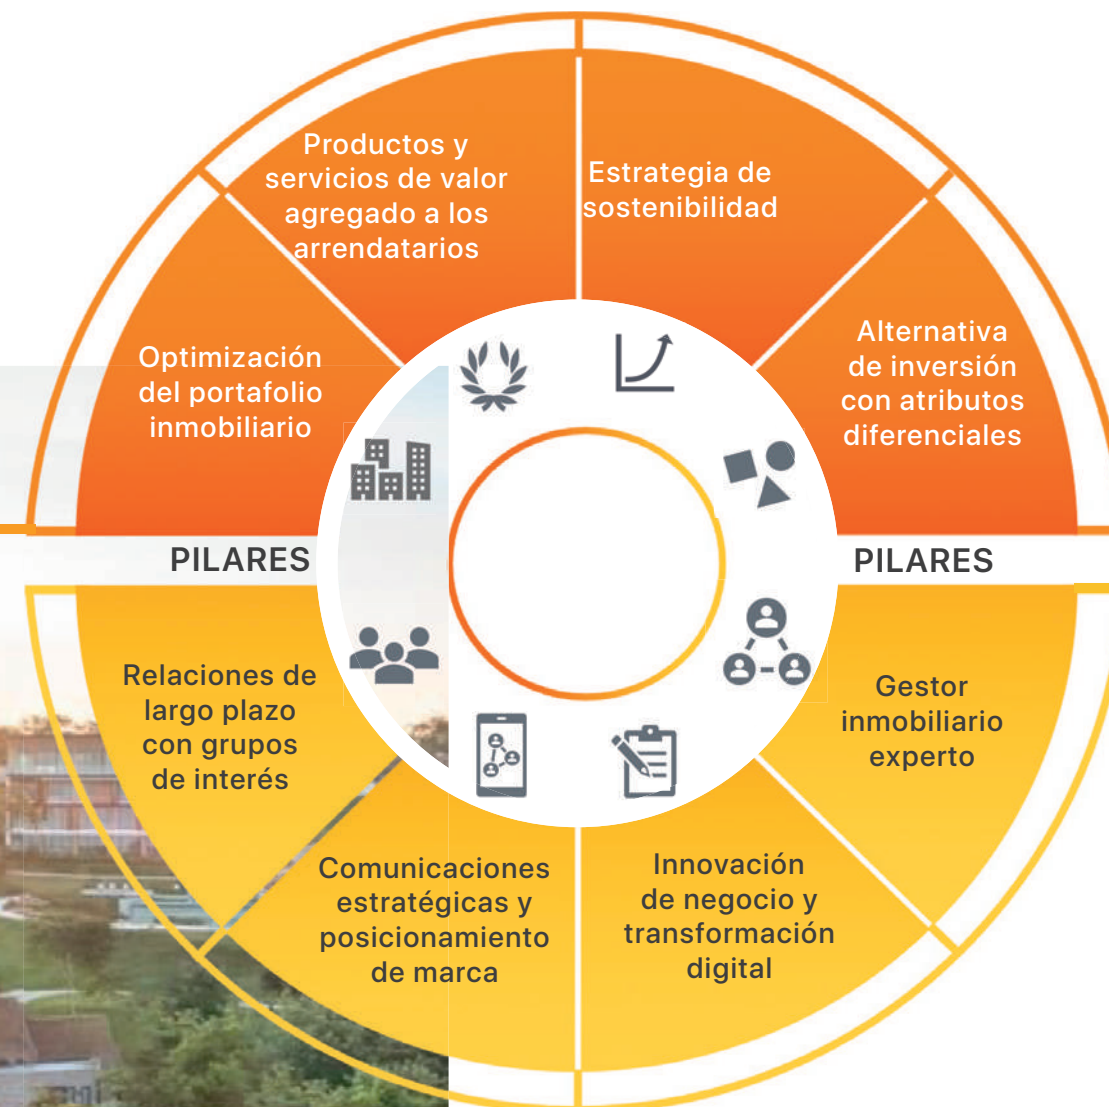 Productos y
servicios de valor
agregado a los
arrendatarios
Estrategia de
sostenibilidad
Optimización
del portafolio
inmobiliario
Alternativa
de inversión
con atributos
diferenciales
PILARES
PILARES
Relaciones de
largo plazo
con grupos
de interés
Gestor
inmobiliario
experto
Comunicaciones
estratégicas y
posicionamiento
de marca
Innovación
de negocio y
transformación
digital